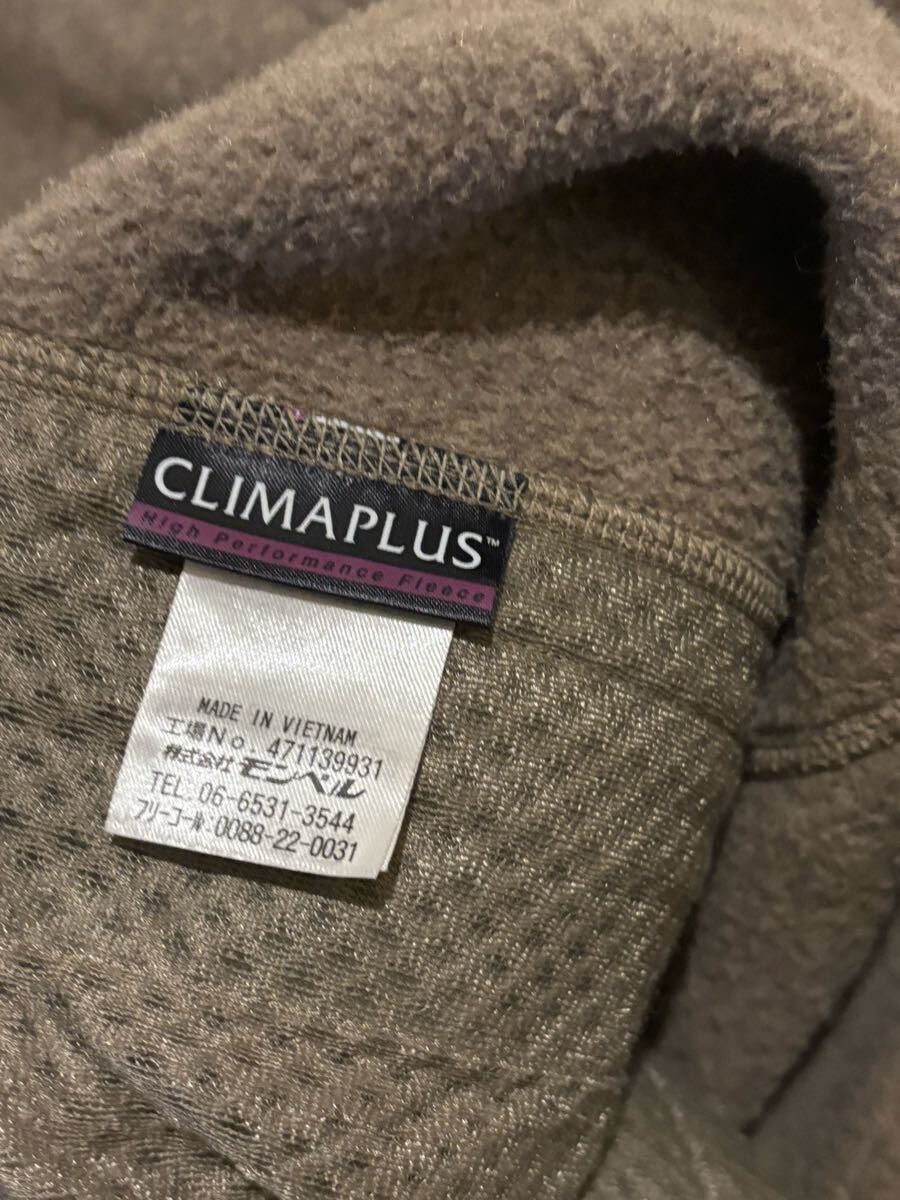 CLIMAPLUS™
High Performance Fleece
MADE IN VIETNAM
工場No. 471139931
株式会社 モンベル
TEL. 06-6531-3544
フリーコール:0088-22-0031